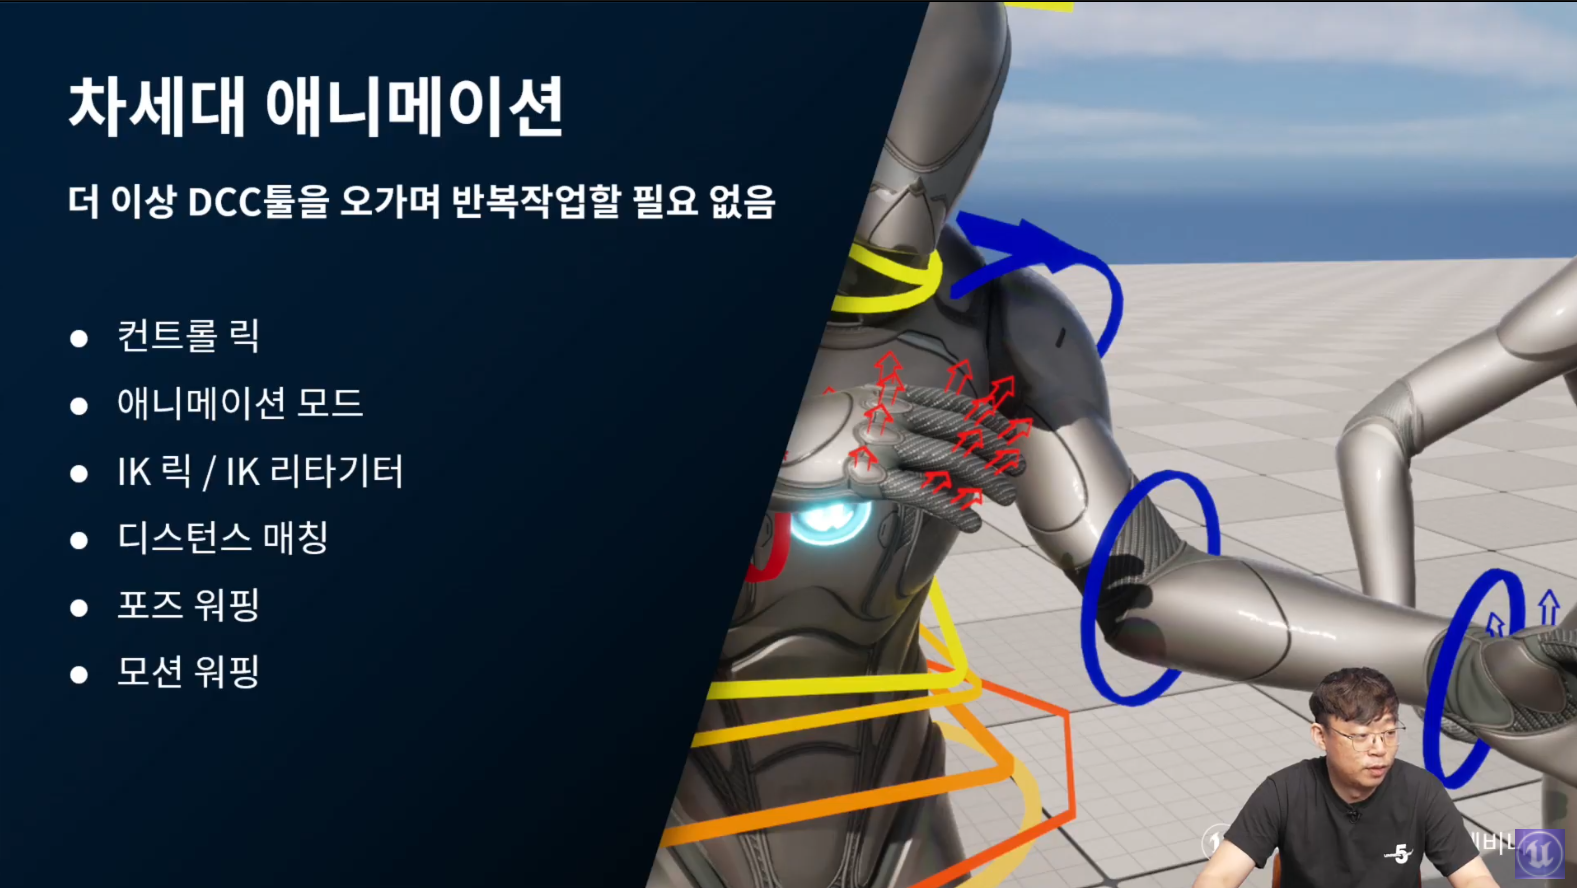 차세대 애니메이션
더 이상 DCC툴을 오가며 반복작업할 필요 없음
● 컨트롤 릭
● 애니메이션 모드
● IK 릭 / IK 리타기터
● 디스턴스 매칭
● 포즈 워핑
● 모션 워핑
5